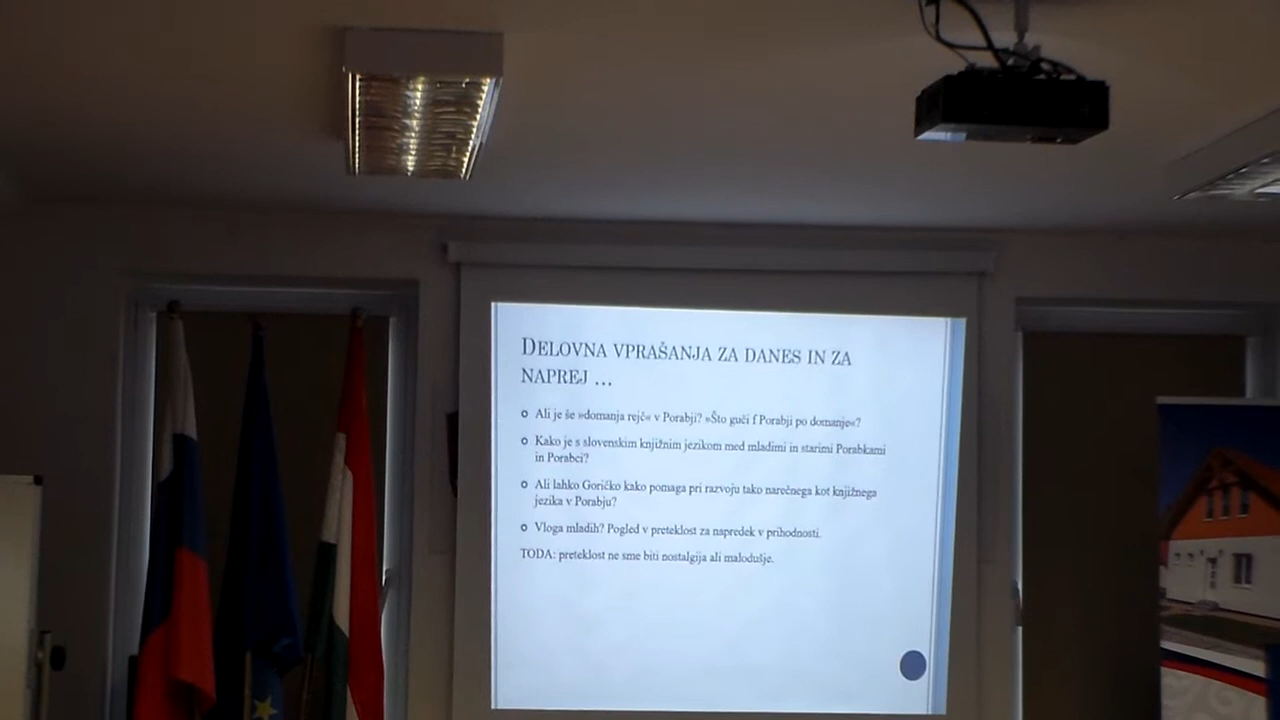 DELOVNA VPRAŠANJA ZA DANES IN ZA
NAPREJ ...
Ali je še »domanja rejč« v Porabji? »Što guči f Porabji po domanje«?
Kako je s slovenskim knjižnim jezikom med mladimi in starimi Porabkami
in Porabci?
Ali lahko Goričko kako pomaga pri razvoju tako narečnega kot knjižnega
jezika v Porabju?
Vloga mladih? Pogled v preteklost za napredek v prihodnosti.
TODA: preteklost ne sme biti nostalgija ali malodušje.